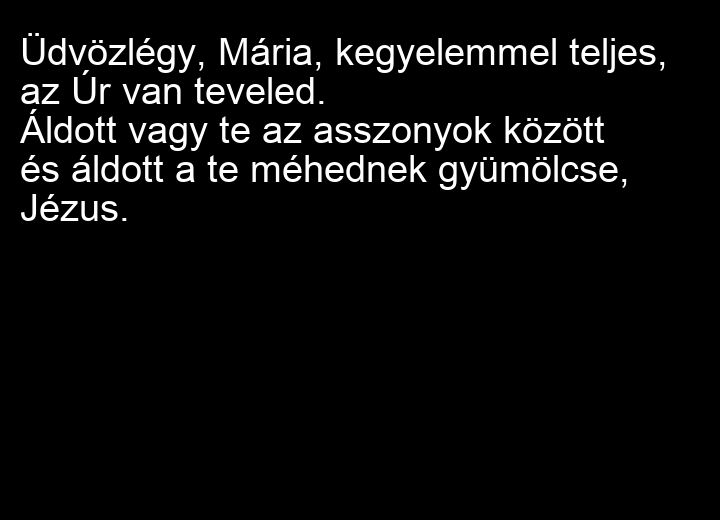 Üdvözlégy, Mária, kegyelemmel teljes,
az Úr van teveled.
Áldott vagy te az asszonyok között
és áldott a te méhednek gyümölcse,
Jézus.